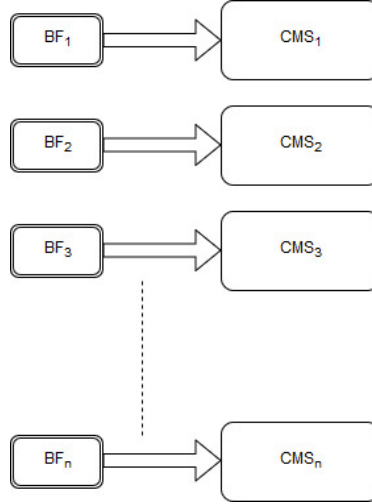 BF₁ CMS₁
BF₂ CMS₂
BF₃ CMS₃
BFₙ CMSₙ